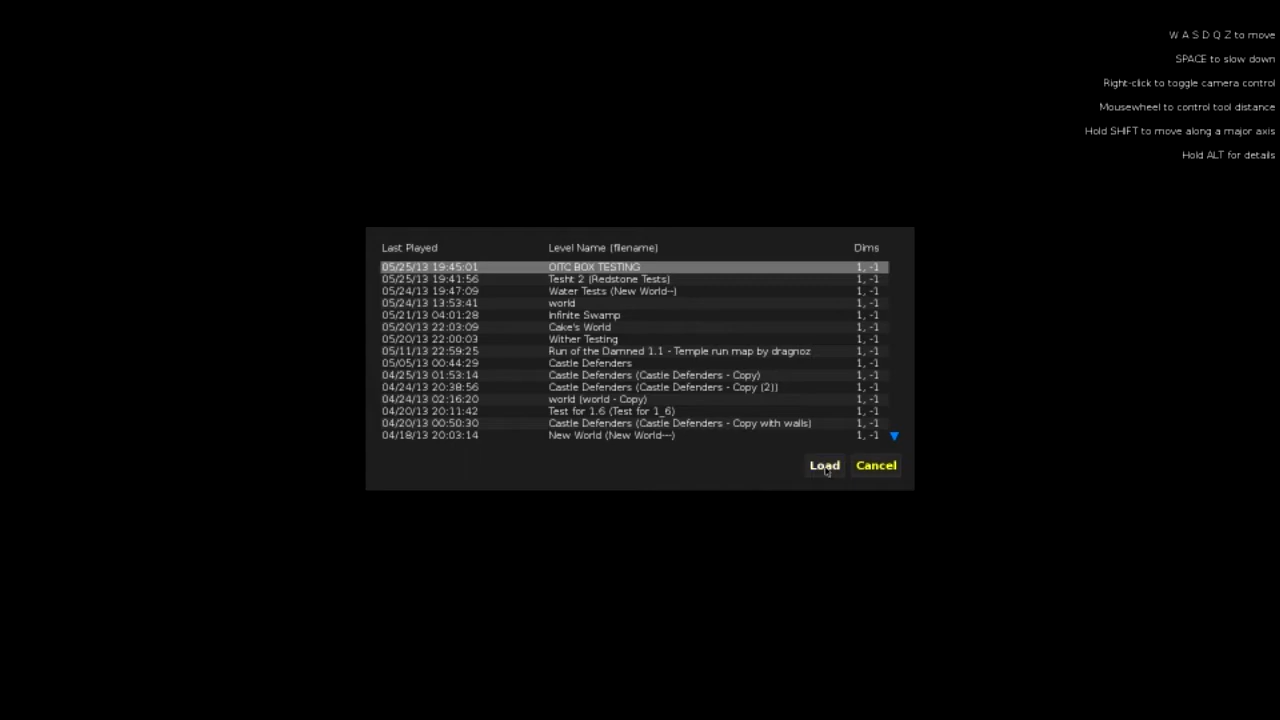 W A S D Q Z to move
SPACE to slow down
Right-click to toggle camera control
Mousewheel to control tool distance
Hold SHIFT to move along a major axis
Hold ALT for details
Last Played Level Name (filename) Dims
05/25/13 19:45:01 OITC BOX TESTING 1, -1
05/25/13 19:41:56 Tesht 2 (Redstone Tests) 1, -1
05/24/13 19:47:09 Water Tests (New World--) 1, -1
05/24/13 13:53:41 world 1, -1
05/21/13 04:01:28 Infinite Swamp 1, -1
05/20/13 22:03:09 Cake's World 1, -1
05/20/13 22:00:03 Wither Testing 1, -1
05/11/13 22:59:25 Run of the Damned 1.1 - Temple run map by dragnoz 1, -1
05/05/13 00:44:29 Castle Defenders 1, -1
04/25/13 01:53:14 Castle Defenders (Castle Defenders - Copy) 1, -1
04/24/13 20:38:56 Castle Defenders (Castle Defenders - Copy (2)) 1, -1
04/24/13 02:16:20 world (world - Copy) 1, -1
04/20/13 20:11:42 Test for 1.6 (Test for 1_6) 1, -1
04/20/13 00:50:30 Castle Defenders (Castle Defenders - Copy with walls) 1, -1
04/18/13 20:03:14 New World (New World---) 1, -1
Load Cancel